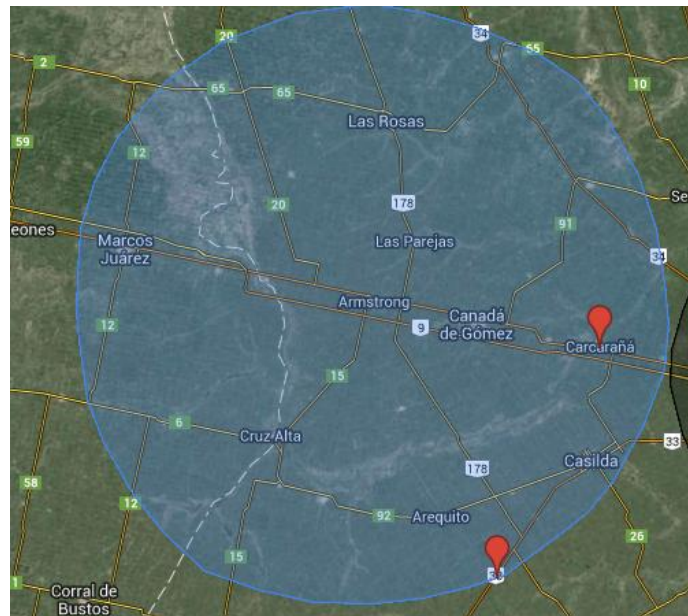 34
20
2
65
65
65
10
Las Rosas
59
12
20
178
Se
91
eones
Marcos
Juárez
Las Parejas
34
Armstrong
Canadá
de Gómez
12
9
Carcarañá
15
6
Cruz Alta
33
Casilda
178
58
12
92
Arequito
26
15
33
1
Corral de
Bustos